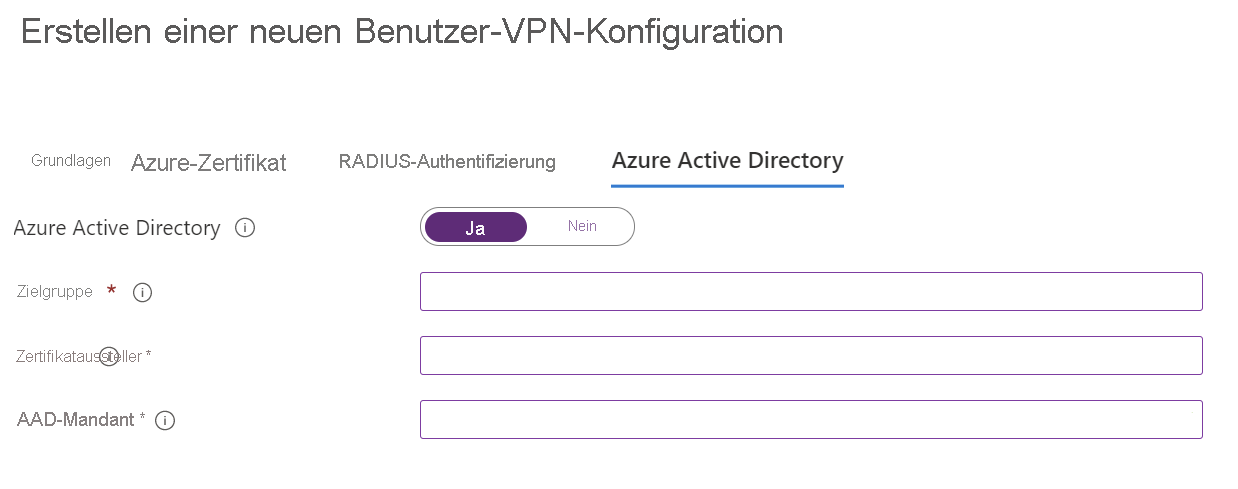 Erstellen einer neuen Benutzer-VPN-Konfiguration
Grundlagen Azure-Zertifikat RADIUS-Authentifizierung Azure Active Directory
Azure Active Directory Ja Nein
Zielgruppe *
Zertifikataussteller *
AAD-Mandant *